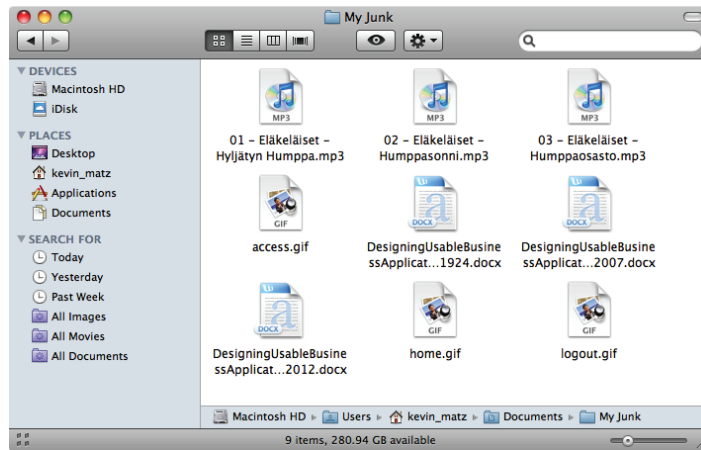 My Junk
DEVICES
Macintosh HD
iDisk
PLACES
Desktop
kevin_matz
Applications
Documents
SEARCH FOR
Today
Yesterday
Past Week
All Images
All Movies
All Documents
MP3 MP3 MP3
01 – Eläkeläiset – 02 – Eläkeläiset – 03 – Eläkeläiset –
Hyljätyn Humppa.mp3 Humppasonni.mp3 Humppaosasto.mp3
GIF DOCX DOCX
access.gif DesigningUsableBusine DesigningUsableBusine
ssApplicat...1924.docx ssApplicat...2007.docx
DOCX GIF GIF
DesigningUsableBusine home.gif logout.gif
ssApplicat...2012.docx
Macintosh HD Users kevin_matz Documents My Junk
9 items, 280.94 GB available